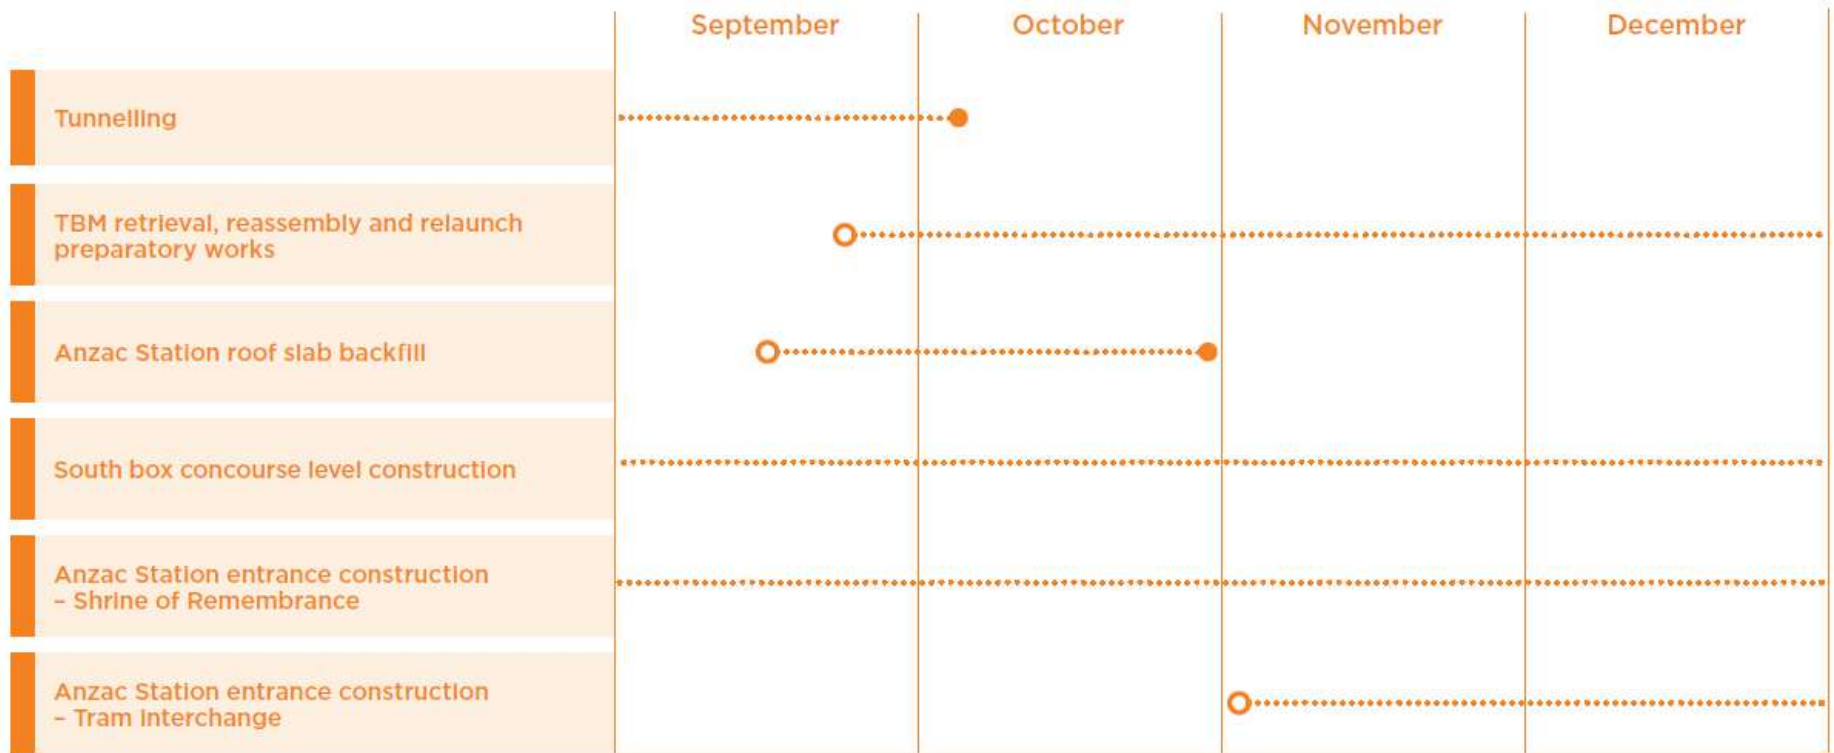 September October November December
Tunnelling
TBM retrieval, reassembly and relaunch
preparatory works
Anzac Station roof slab backfill
South box concourse level construction
Anzac Station entrance construction
– Shrine of Remembrance
Anzac Station entrance construction
– Tram Interchange